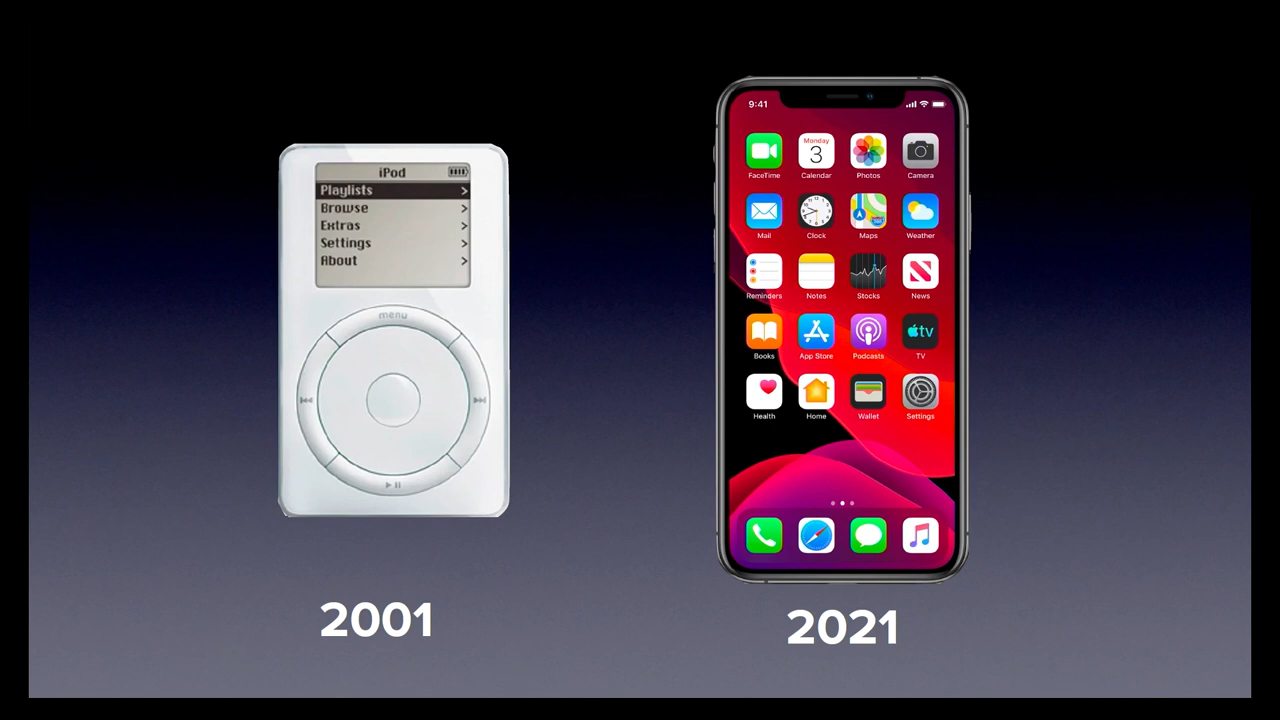 iPod
Playlists >
Browse >
Extras >
Settings >
About >
menu
2001
9:41
FaceTime
Monday
3
Calendar
Photos
Camera
Mail
Clock
Maps
Weather
Reminders
Notes
Stocks
News
Books
App Store
Podcasts
tv
TV
Health
Home
Wallet
Settings
2021